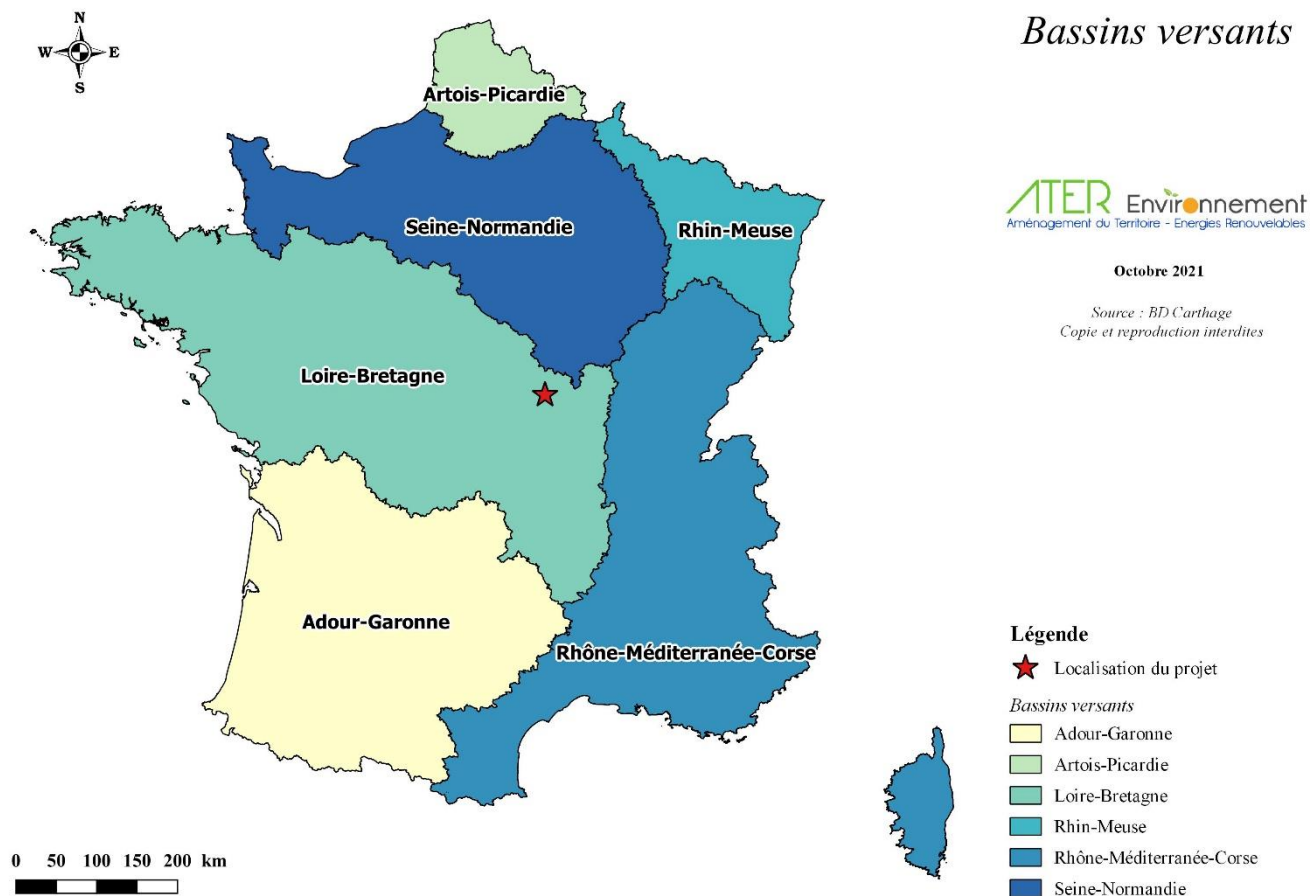 Bassins versants
N
W
E
S
Artois-Picardie
Seine-Normandie
Rhin-Meuse
Loire-Bretagne
Adour-Garonne
Rhône-Méditerranée-Corse
ATER Environnement
Aménagement du Territoire - Energies Renouvelables
Octobre 2021
Source : BD Carthage
Copie et reproduction interdites
Légende
Localisation du projet
Bassins versants
Adour-Garonne
Artois-Picardie
Loire-Bretagne
Rhin-Meuse
Rhône-Méditerranée-Corse
Seine-Normandie
0 50 100 150 200 km